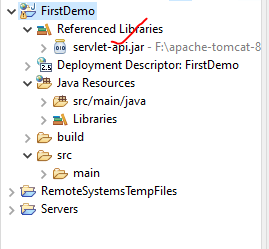 FirstDemo
Referenced Libraries
servlet-api.jar - F:\apache-tomcat-8
Deployment Descriptor: FirstDemo
Java Resources
src/main/java
Libraries
build
src
main
RemoteSystemsTempFiles
Servers